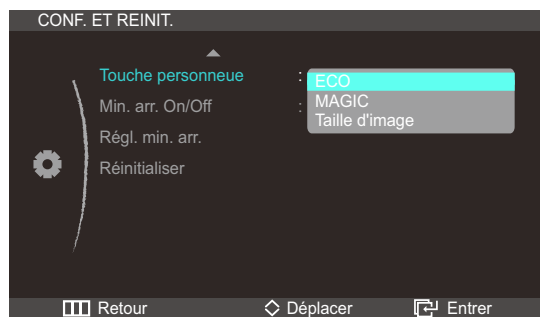 CONF. ET REINIT.
Touche personneue :
ECO
Min. arr. On/Off :
MAGIC
Taille d'image
Régl. min. arr.
Réinitialiser
Retour Déplacer Entrer